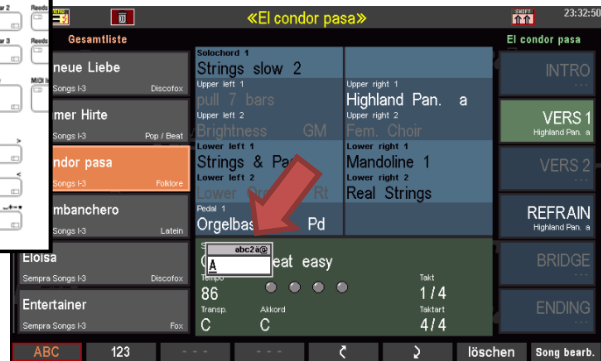 ≪El condor pasa≫
23:32:50
Gesamtliste
El condor pasa
neue Liebe
Songs I-3
Discofox
mer Hirte
Songs I-3
Pop / Beat
ndor pasa
Songs I-3
Folklore
mbanchero
Songs I-3
Latein
Eloisa
Sempra Songs I-3
Discofox
Entertainer
Sempra Songs I-3
Fox
Solochord 1
Strings slow 2
Upper left 1
pull 7 bars
Upper right 1
Highland Pan. a
Upper left 2
Brightness GM
Upper right 2
Fem. Choir
Lower left 1
Strings & Pa
Lower right 1
Mandoline 1
Lower left 2
Lower
Rt
Lower right 2
Real Strings
Pedal 1
Orgelbas
Pd
abc2ä@
A
eat easy
Tempo
86
Takt
1/4
Transp.
C
Akkord
C
Taktart
4/4
INTRO
- - -
VERS 1
Highland Pan. a
VERS 2
- - -
REFRAIN
Highland Pan. a
BRIDGE
- - -
ENDING
- - -
ABC
123
- - -
- - -
löschen
Song bearb.